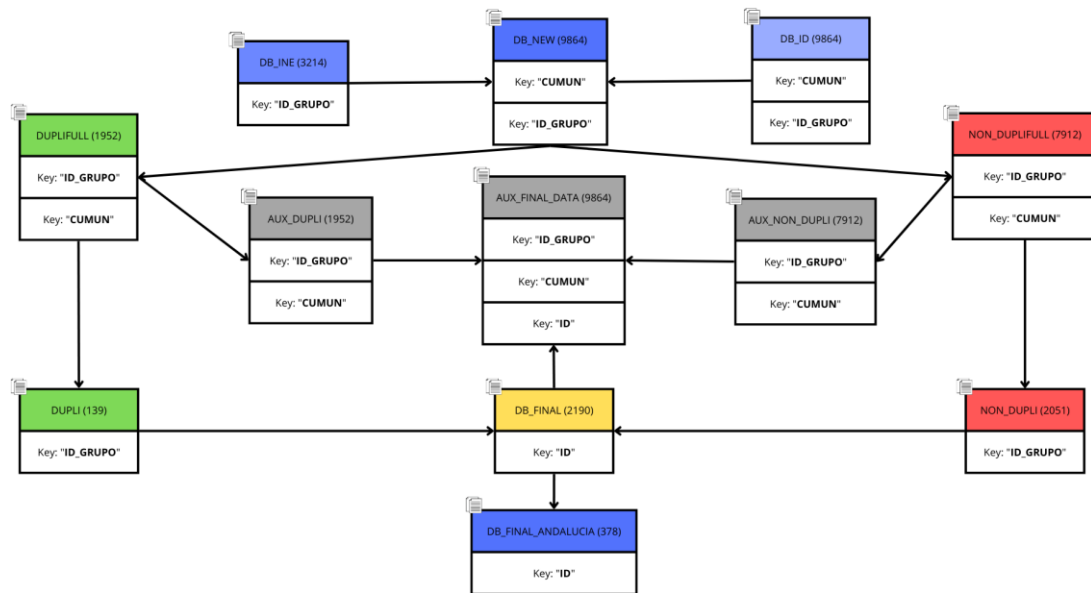 DB_INE (3214)
Key: "ID_GRUPO"
DB_NEW (9864)
Key: "CUMUN"
Key: "ID_GRUPO"
DB_ID (9864)
Key: "CUMUN"
Key: "ID_GRUPO"
DUPLIFULL (1952)
Key: "ID_GRUPO"
Key: "CUMUN"
NON_DUPLIFULL (7912)
Key: "ID_GRUPO"
Key: "CUMUN"
AUX_DUPLI (1952)
Key: "ID_GRUPO"
Key: "CUMUN"
AUX_FINAL_DATA (9864)
Key: "ID_GRUPO"
Key: "CUMUN"
Key: "ID"
AUX_NON_DUPLI (7912)
Key: "ID_GRUPO"
Key: "CUMUN"
DUPLI (139)
Key: "ID_GRUPO"
DB_FINAL (2190)
Key: "ID"
NON_DUPLI (2051)
Key: "ID_GRUPO"
DB_FINAL_ANDALUCIA (378)
Key: "ID"